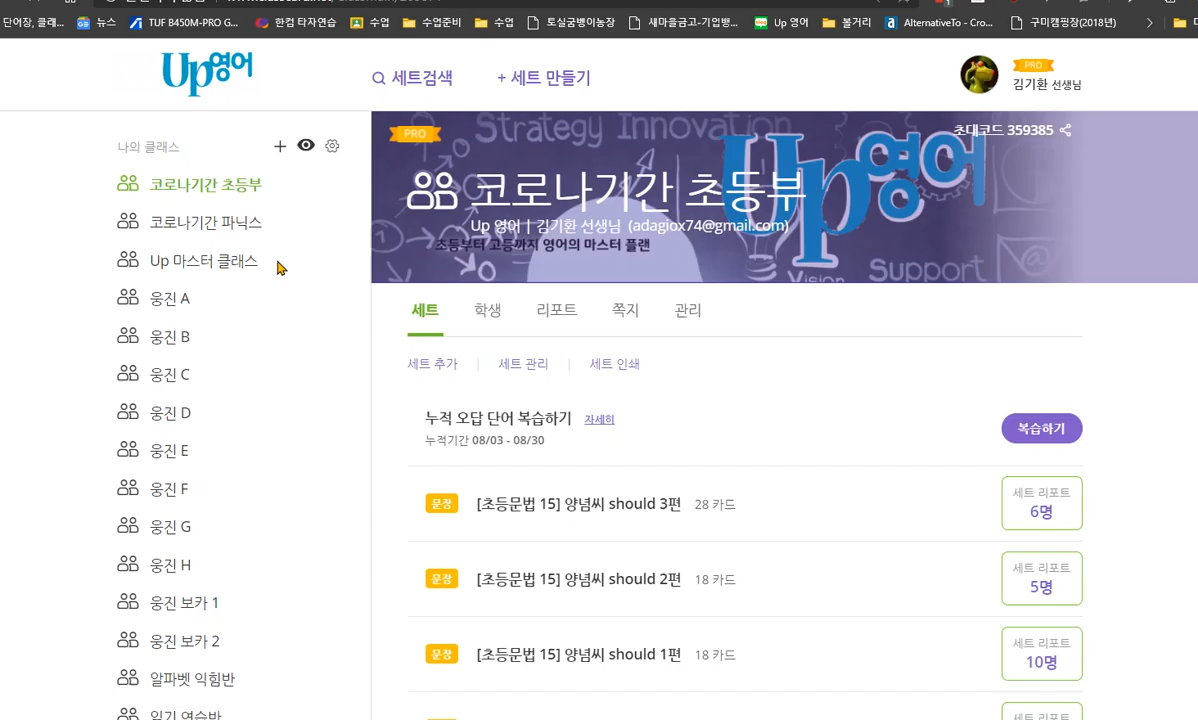 단어장, 클래... 뉴스 TUF B450M-PRO G... 한컴 타자연습 수업 수업준비 수업 토실금뱅이농장 새마을금고-기업뱅... Up 영어 볼거리 AlternativeTo - Cro... 구미캠핑장(2018년)
Up영어
세트검색
+ 세트 만들기
PRO
김기환 선생님
나의 클래스
코로나기간 초등부
코로나기간 파닉스
Up 마스터 클래스
웅진 A
웅진 B
웅진 C
웅진 D
웅진 E
웅진 F
웅진 G
웅진 H
웅진 보카 1
웅진 보카 2
알파벳 익힘반
읽기 연습반
PRO
Strategy Innovation
초대코드 359385
Up영어
코로나기간 초등부
Up 영어 | 김기환 선생님 (adagiox74@gmail.com)
초등부터 고등까지 영어의 마스터 플랜
Vision
Support
세트 학생 리포트 쪽지 관리
세트 추가 | 세트 관리 | 세트 인쇄
누적 오답 단어 복습하기 자세히
누적기간 08/03 - 08/30
복습하기
문장 [초등문법 15] 양념씨 should 3편 28 카드
세트 리포트
6명
문장 [초등문법 15] 양념씨 should 2편 18 카드
세트 리포트
5명
문장 [초등문법 15] 양념씨 should 1편 18 카드
세트 리포트
10명
세트 리포트